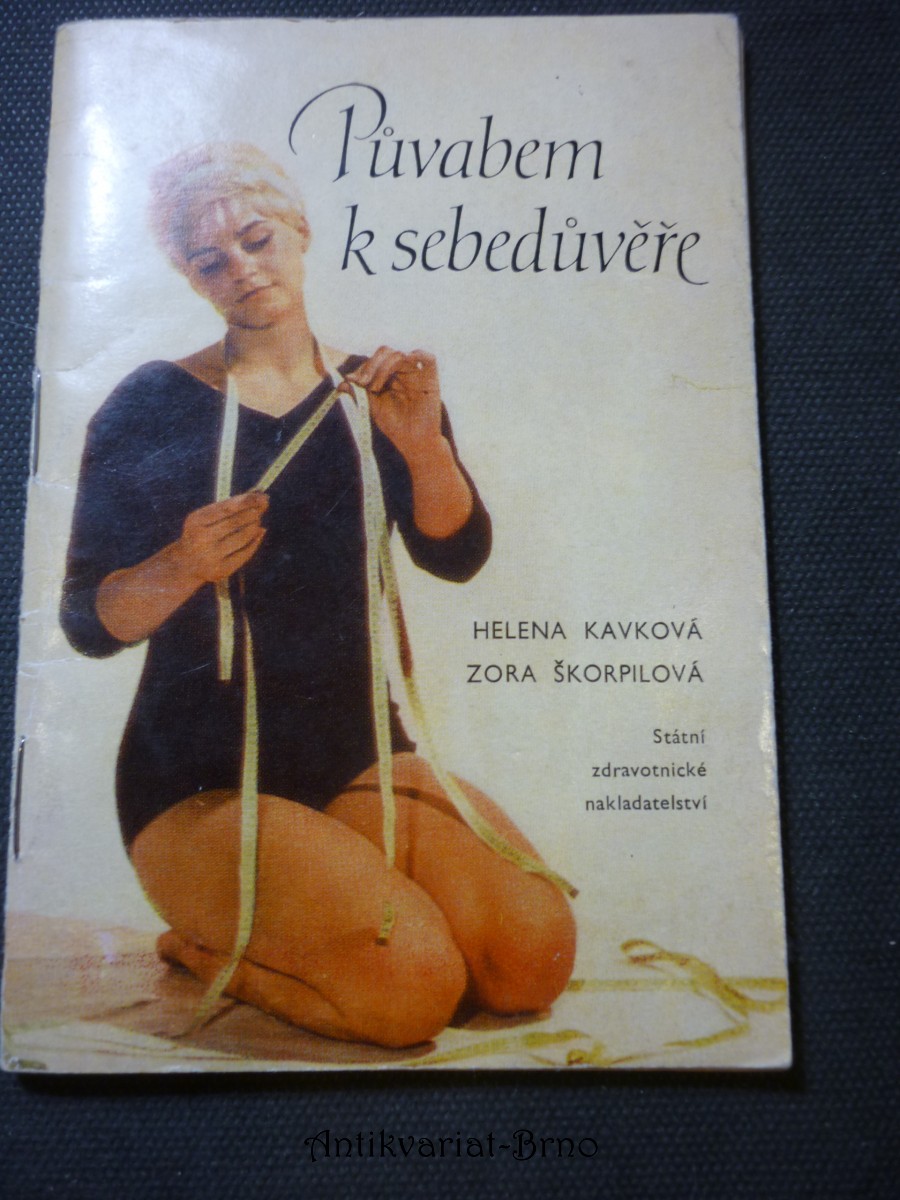 Půvabem
k sebedůvěře
HELENA KAVKOVÁ
ZORA ŠKORPILOVÁ
Státní
zdravotnické
nakladatelství
Antikvariat-Brno